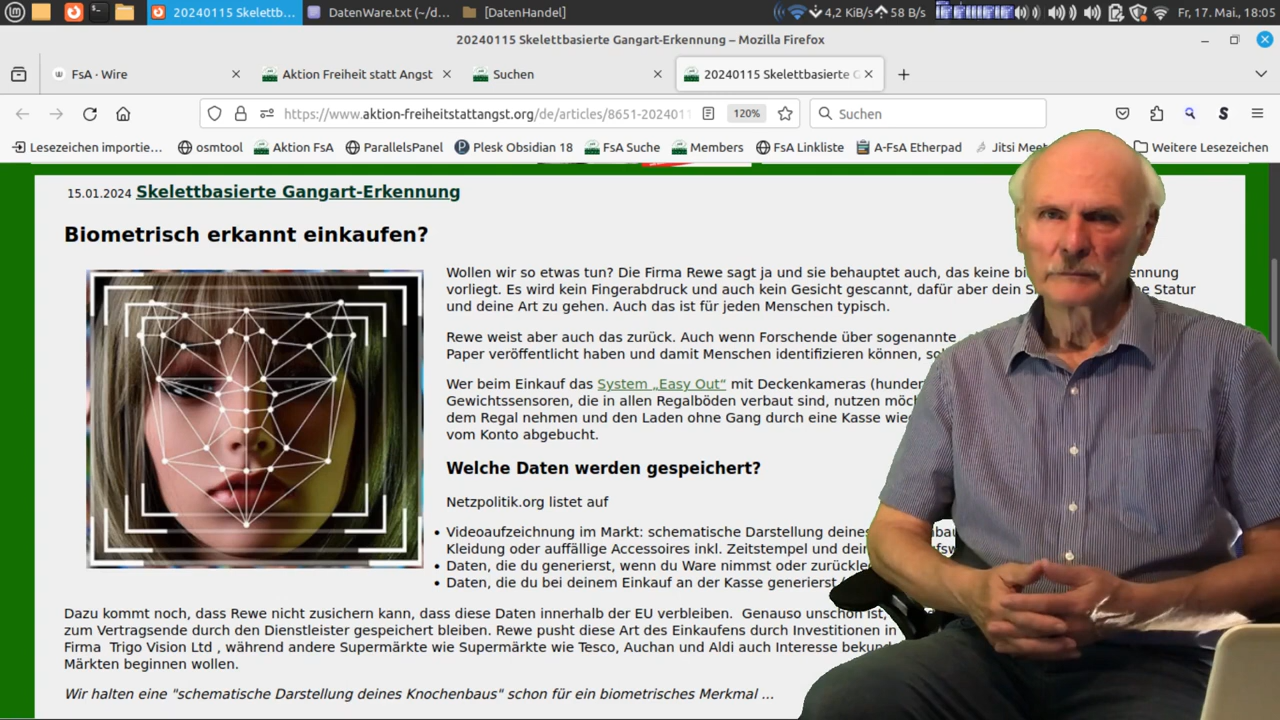 20240115 Skelettb...
DatenWare.txt (~/d...
[DatenHandel]
4,2 KiB/s
58 B/s
Fr, 17. Mai., 18:05
20240115 Skelettbasierte Gangart-Erkennung – Mozilla Firefox
FsA · Wire
Aktion Freiheit statt Angst
Suchen
20240115 Skelettbasierte G
https://www.aktion-freiheitstattangst.org/de/articles/8651-2024011
120%
Suchen
Lesezeichen importie...
osmtool
Aktion FsA
ParallelsPanel
Plesk Obsidian 18
FsA Suche
Members
FsA Linkliste
A-FsA Etherpad
Jitsi Meet
Weitere Lesezeichen
15.01.2024 Skelettbasierte Gangart-Erkennung
Biometrisch erkannt einkaufen?
Wollen wir so etwas tun? Die Firma Rewe sagt ja und sie behauptet auch, das keine bi ennung
vorliegt. Es wird kein Fingerabdruck und auch kein Gesicht gescannt, dafür aber dein S ne Statur
und deine Art zu gehen. Auch das ist für jeden Menschen typisch.
Rewe weist aber auch das zurück. Auch wenn Forschende über sogenannte
Paper veröffentlicht haben und damit Menschen identifizieren können, so
Wer beim Einkauf das System „Easy Out“ mit Deckenkameras (hunder
Gewichtssensoren, die in allen Regalböden verbaut sind, nutzen möch
dem Regal nehmen und den Laden ohne Gang durch eine Kasse wie
vom Konto abgebucht.
Welche Daten werden gespeichert?
Netzpolitik.org listet auf
• Videoaufzeichnung im Markt: schematische Darstellung deines
Kleidung oder auffällige Accessoires inkl. Zeitstempel und dein
• Daten, die du generierst, wenn du Ware nimmst oder zurückle
• Daten, die du bei deinem Einkauf an der Kasse generierst
Dazu kommt noch, dass Rewe nicht zusichern kann, dass diese Daten innerhalb der EU verbleiben. Genauso unschön ist,
zum Vertragsende durch den Dienstleister gespeichert bleiben. Rewe pusht diese Art des Einkaufens durch Investitionen in
Firma Trigo Vision Ltd , während andere Supermärkte wie Supermärkte wie Tesco, Auchan und Aldi auch Interesse bekund
Märkten beginnen wollen.
Wir halten eine "schematische Darstellung deines Knochenbaus" schon für ein biometrisches Merkmal ...